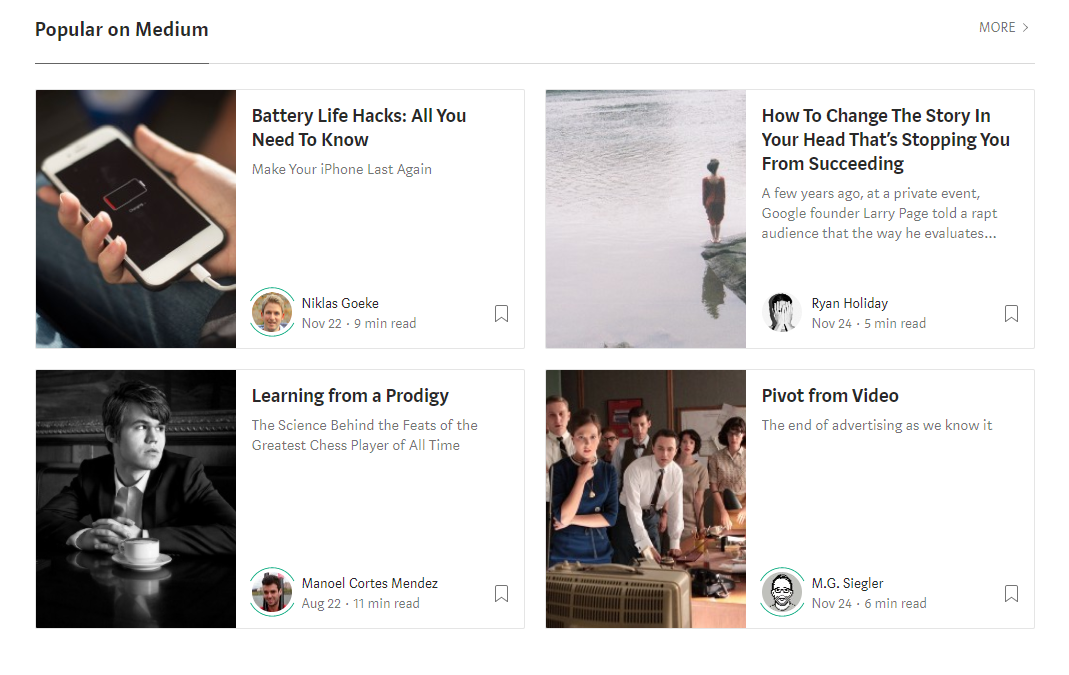 Popular on Medium
MORE
Battery Life Hacks: All You
Need To Know
Make Your iPhone Last Again
Niklas Goeke
Nov 22 · 9 min read
How To Change The Story In
Your Head That’s Stopping You
From Succeeding
A few years ago, at a private event,
Google founder Larry Page told a rapt
audience that the way he evaluates…
Ryan Holiday
Nov 24 · 5 min read
Learning from a Prodigy
The Science Behind the Feats of the
Greatest Chess Player of All Time
Manoel Cortes Mendez
Aug 22 · 11 min read
Pivot from Video
The end of advertising as we know it
M.G. Siegler
Nov 24 · 6 min read